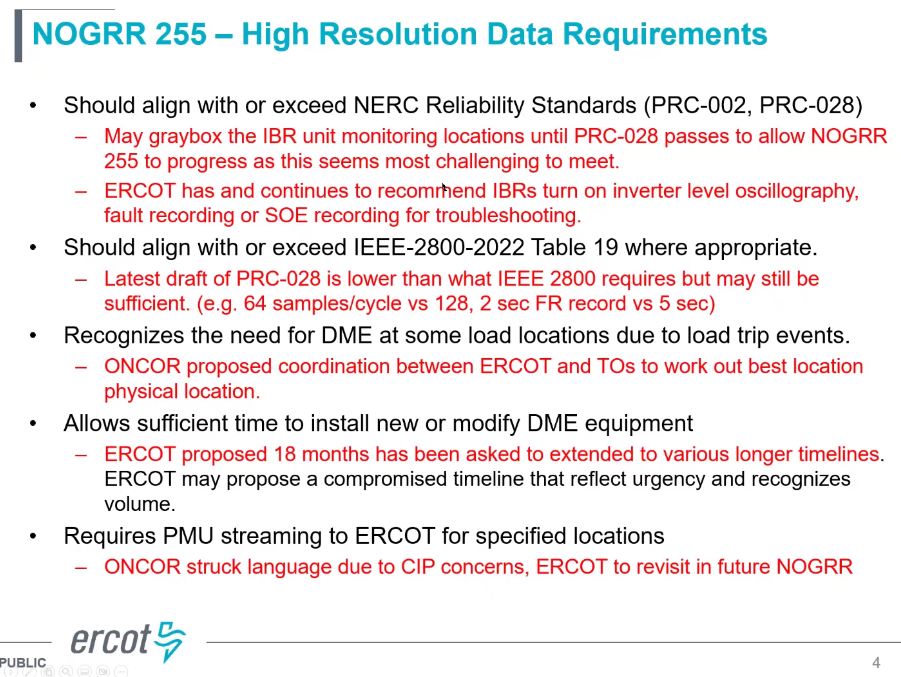 NOGRR 255 – High Resolution Data Requirements
• Should align with or exceed NERC Reliability Standards (PRC-002, PRC-028)
– May graybox the IBR unit monitoring locations until PRC-028 passes to allow NOGRR
255 to progress as this seems most challenging to meet.
– ERCOT has and continues to recommend IBRs turn on inverter level oscillography,
fault recording or SOE recording for troubleshooting.
• Should align with or exceed IEEE-2800-2022 Table 19 where appropriate.
– Latest draft of PRC-028 is lower than what IEEE 2800 requires but may still be
sufficient. (e.g. 64 samples/cycle vs 128, 2 sec FR record vs 5 sec)
• Recognizes the need for DME at some load locations due to load trip events.
– ONCOR proposed coordination between ERCOT and TOs to work out best location
physical location.
• Allows sufficient time to install new or modify DME equipment
– ERCOT proposed 18 months has been asked to extended to various longer timelines.
ERCOT may propose a compromised timeline that reflect urgency and recognizes
volume.
• Requires PMU streaming to ERCOT for specified locations
– ONCOR struck language due to CIP concerns, ERCOT to revisit in future NOGRR
ercot
PUBLIC
4